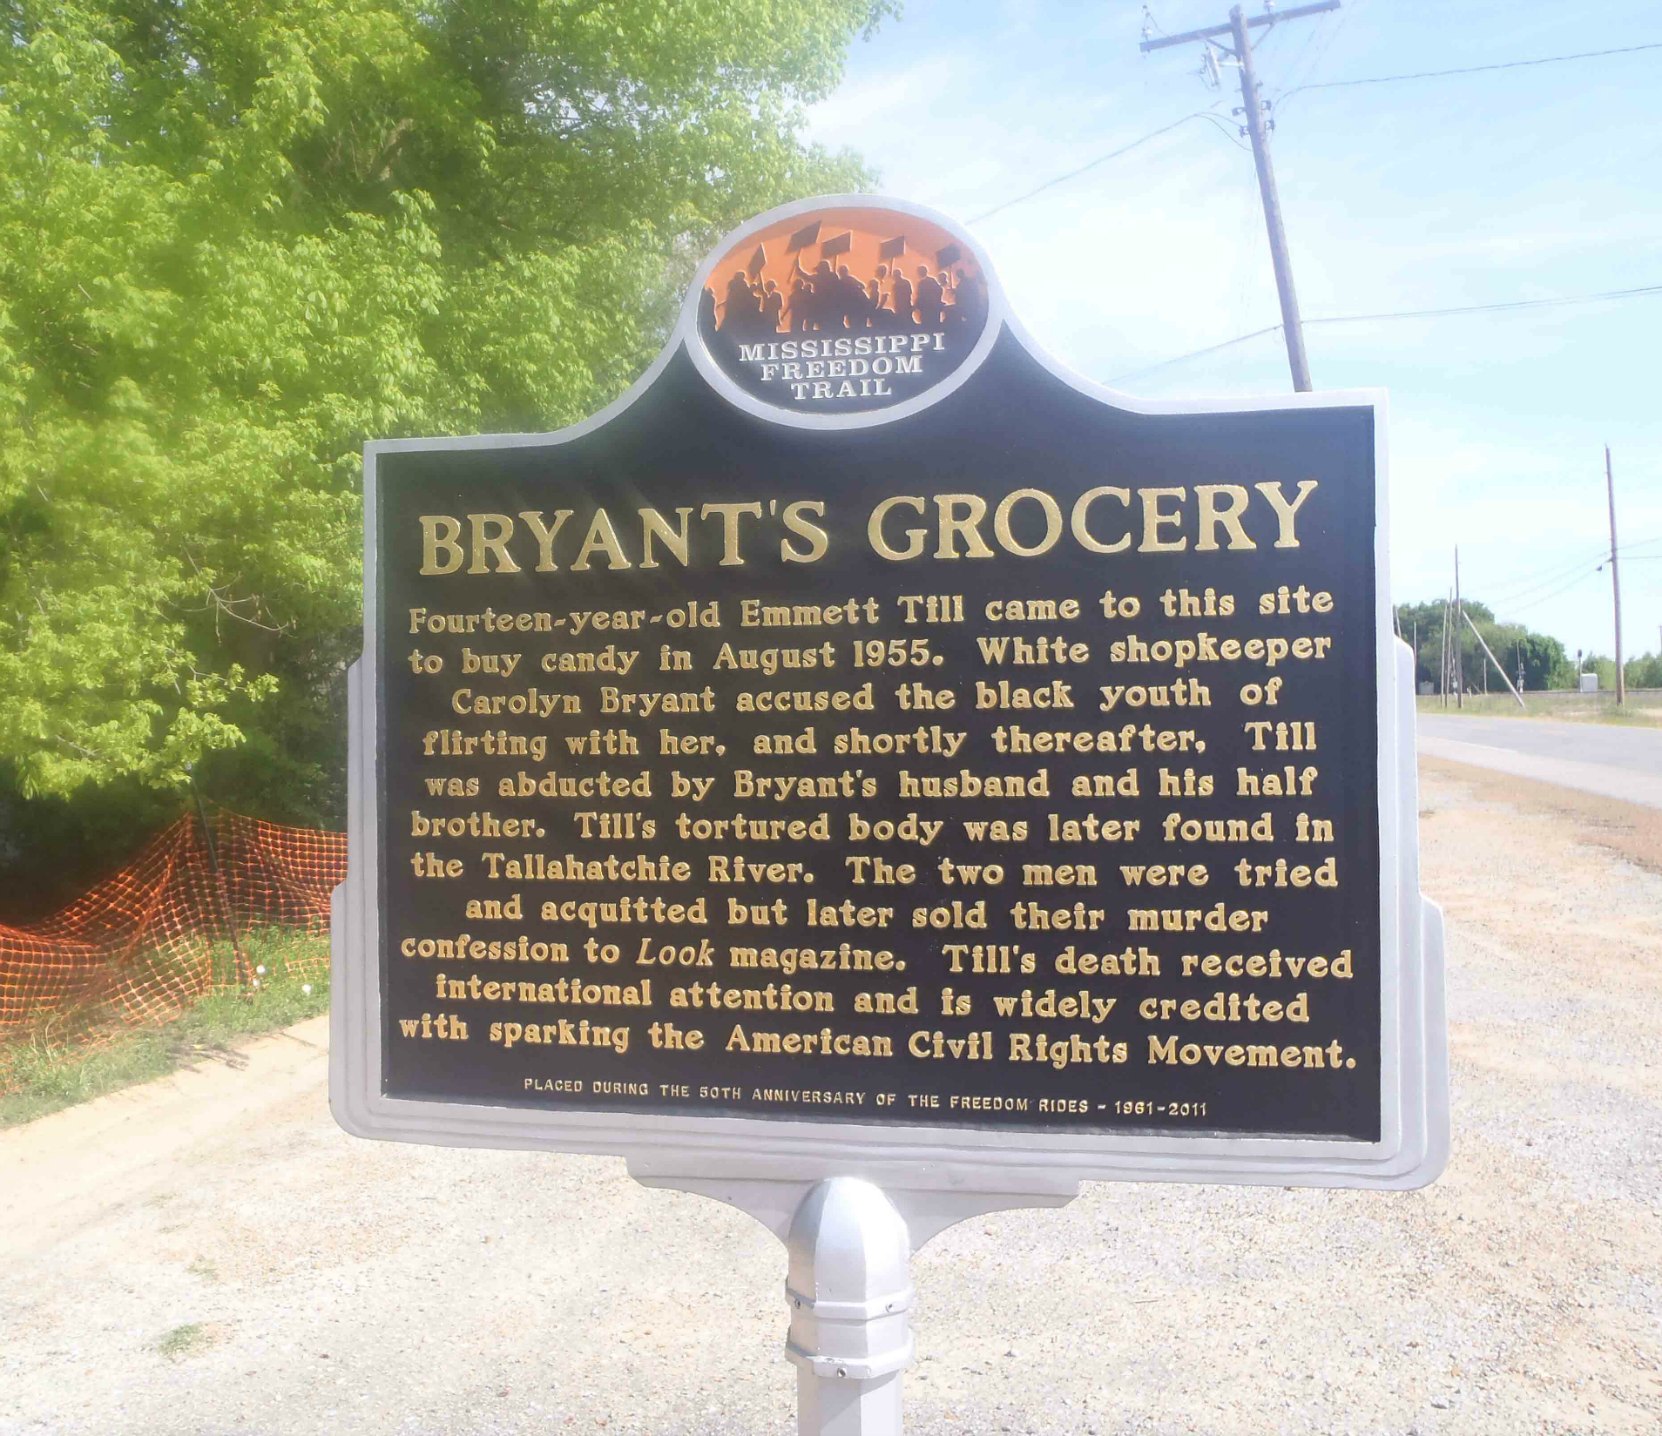 MISSISSIPPI
FREEDOM
TRAIL
BRYANT'S GROCERY
Fourteen-year-old Emmett Till came to this site
to buy candy in August 1955. White shopkeeper
Carolyn Bryant accused the black youth of
flirting with her, and shortly thereafter, Till
was abducted by Bryant's husband and his half
brother. Till's tortured body was later found in
the Tallahatchie River. The two men were tried
and acquitted but later sold their murder
confession to Look magazine. Till's death received
international attention and is widely credited
with sparking the American Civil Rights Movement.
PLACED DURING THE 50TH ANNIVERSARY OF THE FREEDOM RIDES - 1961-2011